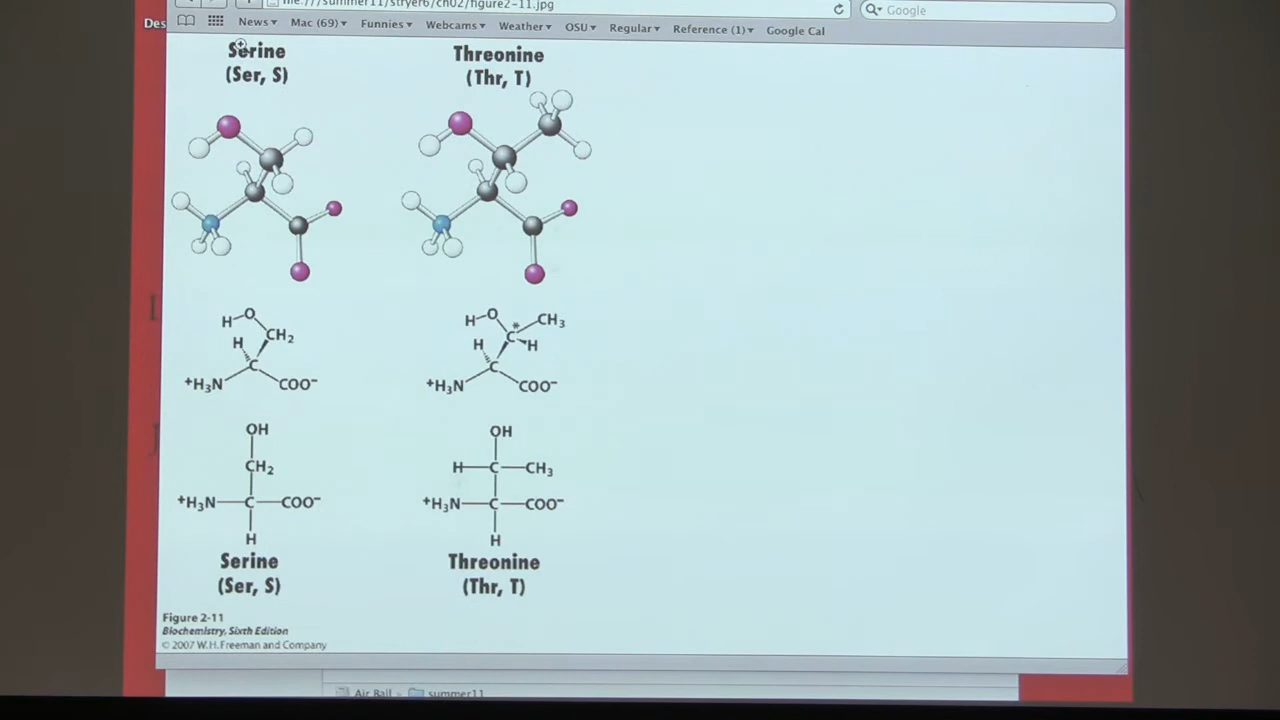 file:///summer11/stryer6/ch02/figure2-11.jpg
Google
Des
News▾ Mac (69)▾ Funnies▾ Webcams▾ Weather▾ OSU▾ Regular▾ Reference (1)▾ Google Cal
Serine
(Ser, S)
Threonine
(Thr, T)
H–O
CH₂
H
C
⁺H₃N
COO⁻
H–O
*
CH₃
C
H
H
C
⁺H₃N
COO⁻
OH
CH₂
⁺H₃N—C—COO⁻
H
Serine
(Ser, S)
OH
H—C—CH₃
⁺H₃N—C—COO⁻
H
Threonine
(Thr, T)
Figure 2-11
Biochemistry, Sixth Edition
© 2007 W.H. Freeman and Company
Air Ball ▸ summer11